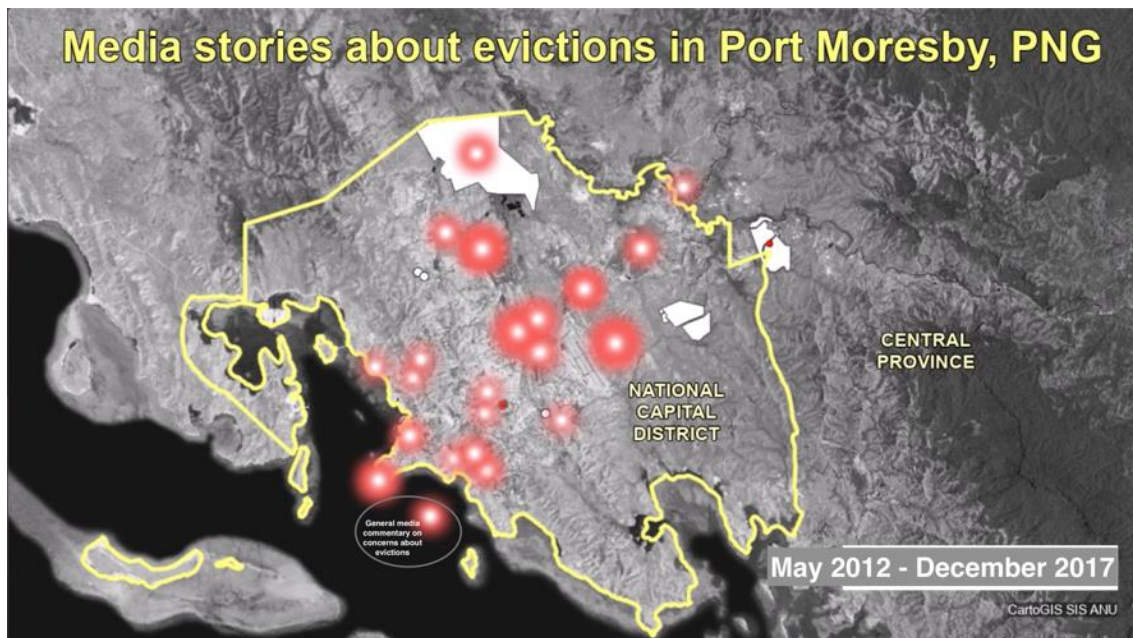 Media stories about evictions in Port Moresby, PNG
CENTRAL
PROVINCE
NATIONAL
CAPITAL
DISTRICT
General media
commentary on
concerns about
evictions
May 2012 - December 2017
CartoGIS SIS ANU